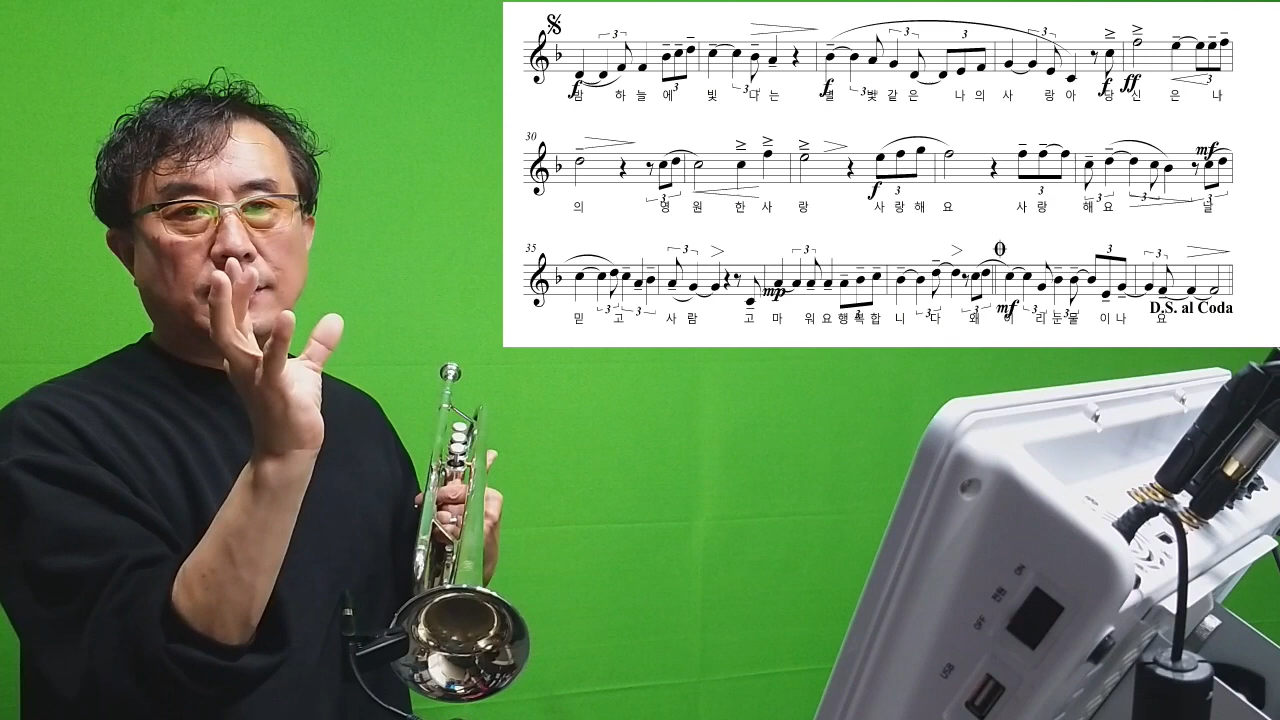 밤 하 늘 에 빛 나 는 별 빛 같 은 나 의 사 랑 아 당 신 은 나
30
의 영 원 한 사 랑 사 랑 해 요 사 랑 해 요 날
35
믿 고 사 람 고 마 워 요 행 복 합 니 다 왜 이 리 눈 물 이 나 요
D.S. al Coda
ON
전원
OFF
USB